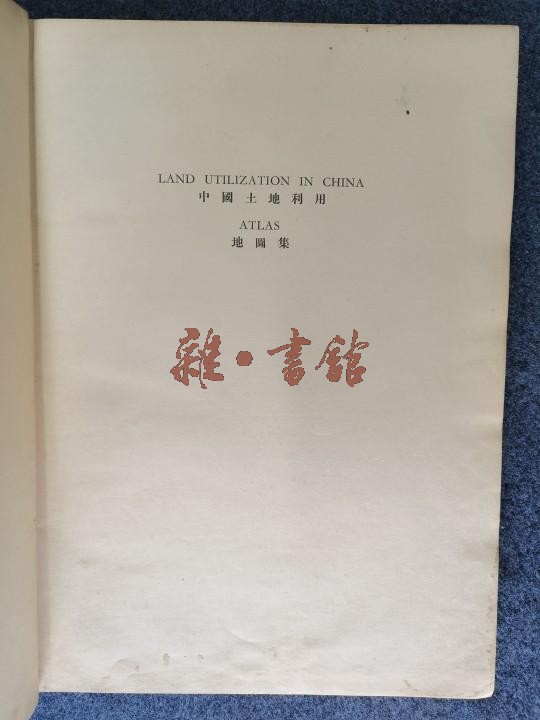 LAND UTILIZATION IN CHINA
中國土地利用
ATLAS
地圖集
雜·書館